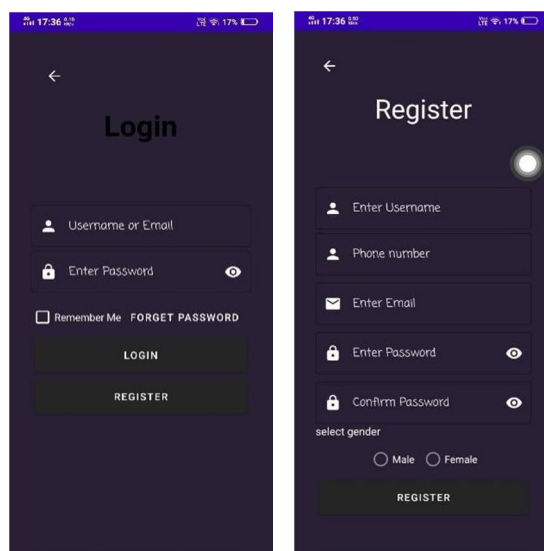 17:36
17%
Login
Username or Email
Enter Password
Remember Me FORGET PASSWORD
LOGIN
REGISTER
17:36
17%
Register
Enter Username
Phone number
Enter Email
Enter Password
Confirm Password
select gender
Male Female
REGISTER